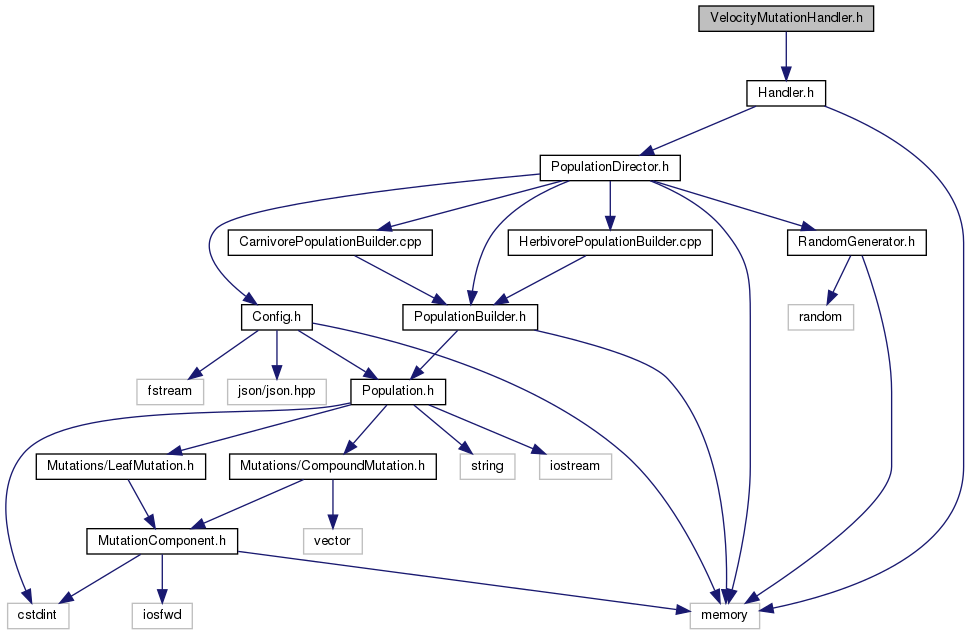 VelocityMutationHandler.h
Handler.h
PopulationDirector.h
CarnivorePopulationBuilder.cpp
HerbivorePopulationBuilder.cpp
RandomGenerator.h
Config.h
PopulationBuilder.h
random
fstream
json/json.hpp
Population.h
Mutations/LeafMutation.h
Mutations/CompoundMutation.h
string
iostream
MutationComponent.h
vector
cstdint
iosfwd
memory